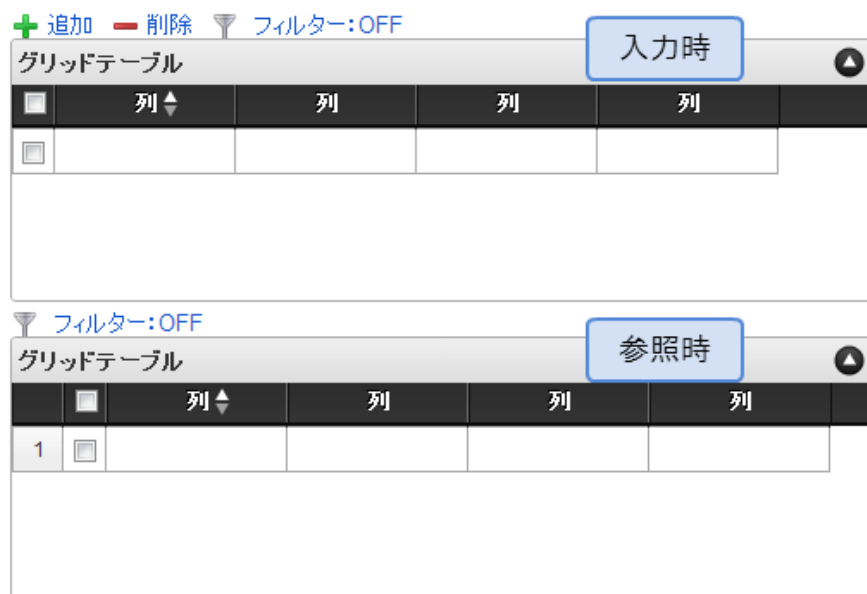 追加 削除 フィルター:OFF
グリッドテーブル 入力時
列 列 列 列
フィルター:OFF
グリッドテーブル 参照時
列 列 列 列
1